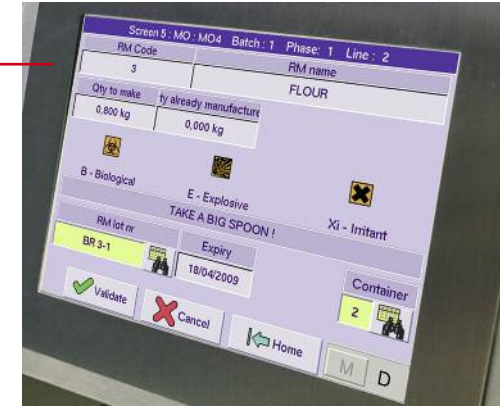 Screen 5 : MO : MO4 Batch : 1 Phase: 1 Line : 2
RM Code RM name
3 FLOUR
Qty to make ty already manufacture
0,800 kg 0,000 kg
B - Biological E - Explosive Xi - Irritant
TAKE A BIG SPOON !
RM lot nr Expiry Container
BR 3-1 18/04/2009 2
Validate Cancel Home M D